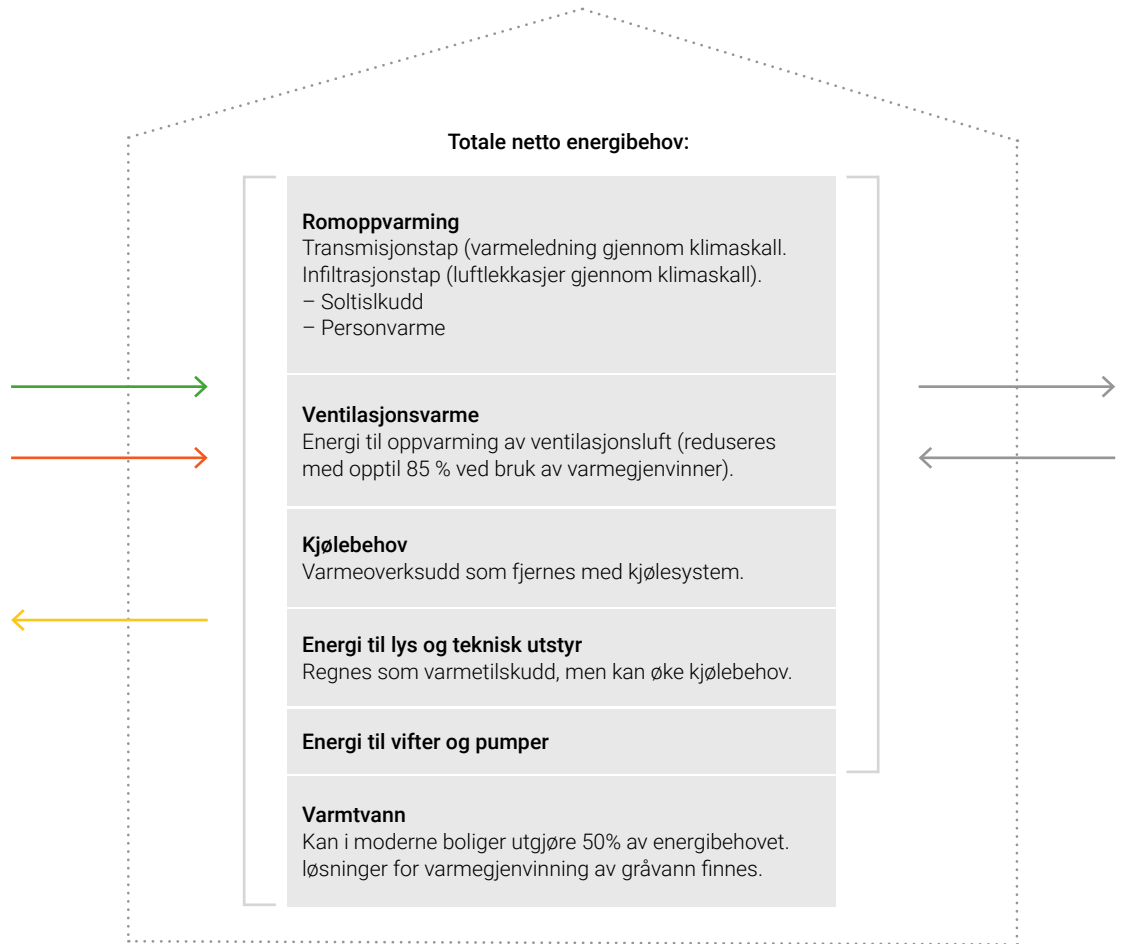 Totale netto energibehov:
Romoppvarming
Transmisjonstap (varmeledning gjennom klimaskall.
Infiltrasjonstap (luftlekkasjer gjennom klimaskall).
– Soltislkudd
– Personvarme
Ventilasjonsvarme
Energi til oppvarming av ventilasjonsluft (reduseres
med opptil 85 % ved bruk av varmegjenvinner).
Kjølebehov
Varmeoverksudd som fjernes med kjølesystem.
Energi til lys og teknisk utstyr
Regnes som varmetilskudd, men kan øke kjølebehov.
Energi til vifter og pumper
Varmtvann
Kan i moderne boliger utgjøre 50% av energibehovet.
løsninger for varmegjenvinning av gråvann finnes.